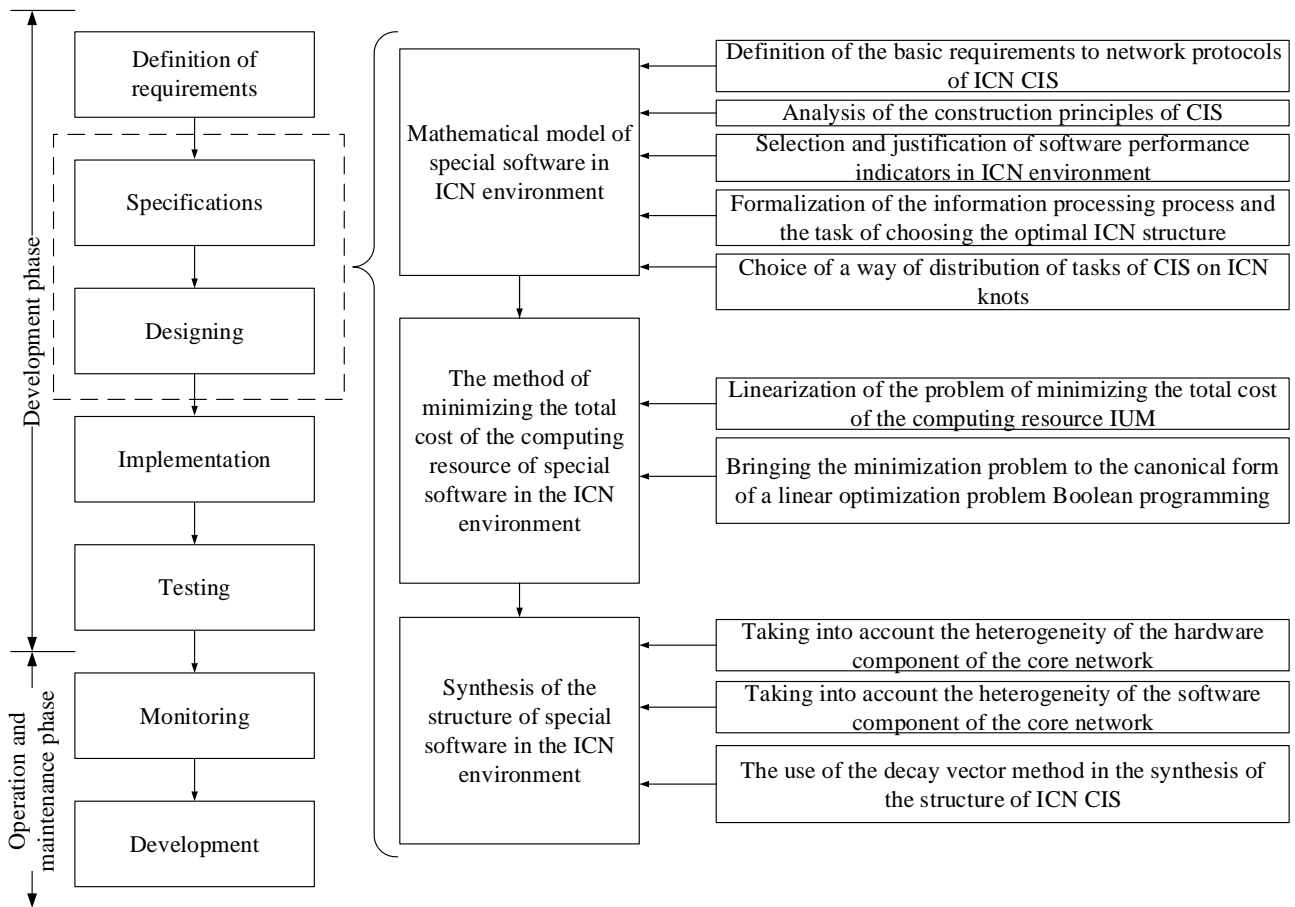 Development phase
Operation and
maintenance phase
Definition of
requirements
Specifications
Designing
Implementation
Testing
Monitoring
Development
Mathematical model of
special software in
ICN environment
The method of
minimizing the total
cost of the computing
resource of special
software in the ICN
environment
Synthesis of the
structure of special
software in the ICN
environment
Definition of the basic requirements to network protocols
of ICN CIS
Analysis of the construction principles of CIS
Selection and justification of software performance
indicators in ICN environment
Formalization of the information processing process and
the task of choosing the optimal ICN structure
Choice of a way of distribution of tasks of CIS on ICN
knots
Linearization of the problem of minimizing the total cost
of the computing resource IUM
Bringing the minimization problem to the canonical form
of a linear optimization problem Boolean programming
Taking into account the heterogeneity of the hardware
component of the core network
Taking into account the heterogeneity of the software
component of the core network
The use of the decay vector method in the synthesis of
the structure of ICN CIS